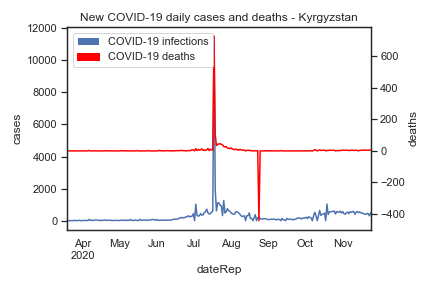 New COVID-19 daily cases and deaths - Kyrgyzstan
COVID-19 infections
COVID-19 deaths
12000
10000
8000
6000
4000
2000
0
cases
600
400
200
0
−200
−400
deaths
Apr May Jun Jul Aug Sep Oct Nov
2020
dateRep